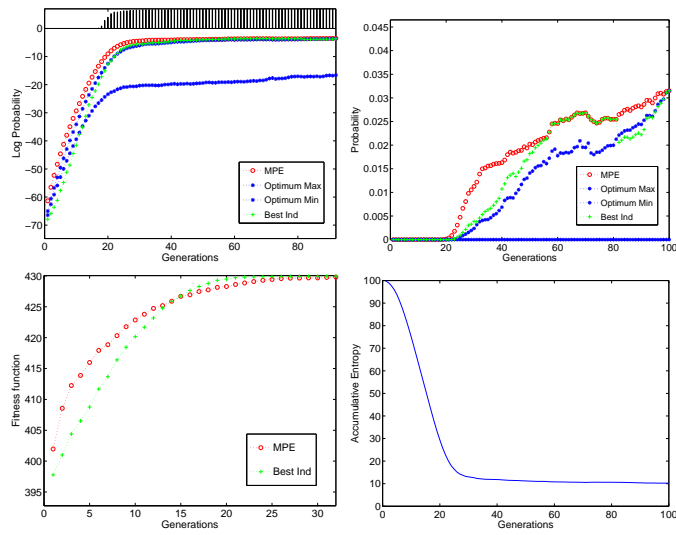 10
0
−10
−20
−30
−40
−50
−60
−70
Log Probability
0 20 40 60 80
Generations
MPE
Optimum Max
Optimum Min
Best Ind
0.045
0.04
0.035
0.03
0.025
0.02
0.015
0.01
0.005
0
Probability
0 20 40 60 80 100
Generations
MPE
Optimum Max
Optimum Min
Best Ind
430
425
420
415
410
405
400
395
Fitness function
0 5 10 15 20 25 30
Generations
MPE
Best Ind
100
90
80
70
60
50
40
30
20
10
0
Accumulative Entropy
0 20 40 60 80 100
Generations